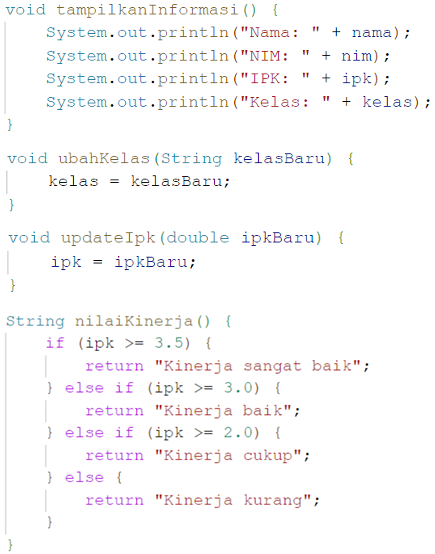 void tampilkanInformasi() {
    System.out.println("Nama: " + nama);
    System.out.println("NIM: " + nim);
    System.out.println("IPK: " + ipk);
    System.out.println("Kelas: " + kelas);
}
void ubahKelas(String kelasBaru) {
    kelas = kelasBaru;
}
void updateIpk(double ipkBaru) {
    ipk = ipkBaru;
}
String nilaiKinerja() {
    if (ipk >= 3.5) {
        return "Kinerja sangat baik";
    } else if (ipk >= 3.0) {
        return "Kinerja baik";
    } else if (ipk >= 2.0) {
        return "Kinerja cukup";
    } else {
        return "Kinerja kurang";
    }
}